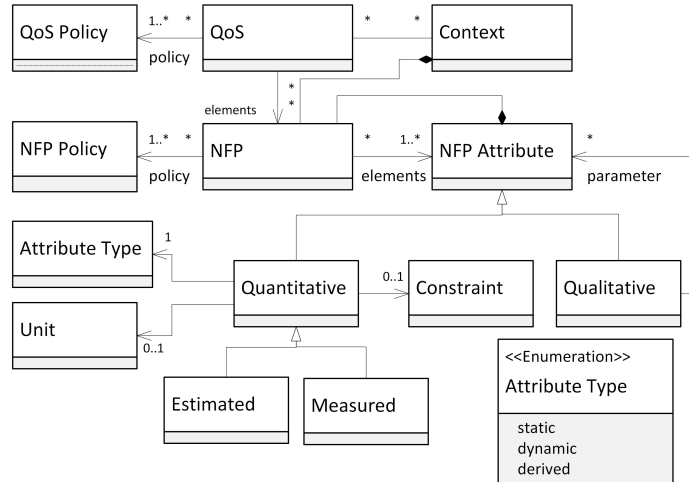 1..* * * *
QoS Policy QoS Context
policy
*
*
elements
1..* * * 1..* *
NFP Policy NFP NFP Attribute
policy elements parameter
1
Attribute Type
0..1
Quantitative Constraint Qualitative
Unit
0..1
<<Enumeration>>
Attribute Type
Estimated Measured
static
dynamic
derived